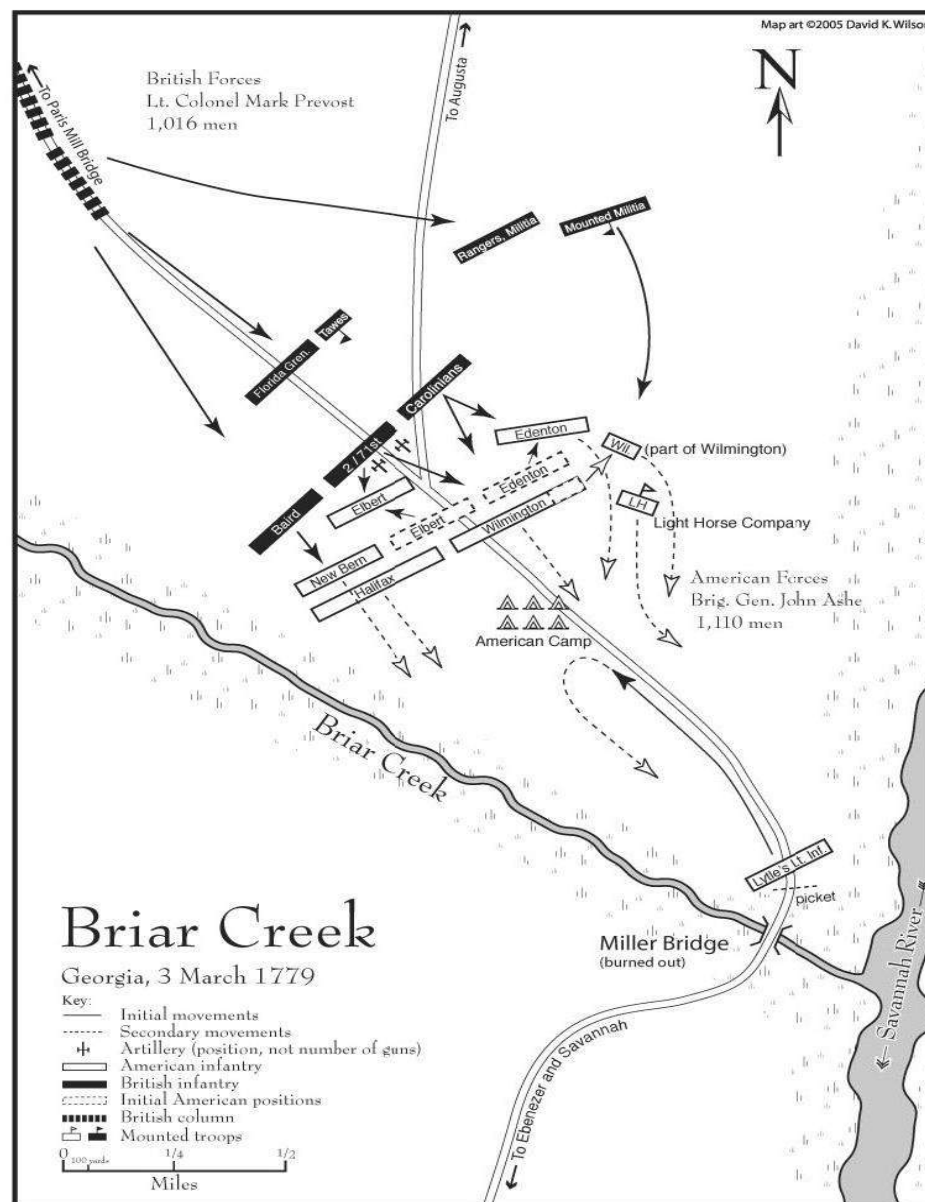 Map art ©2005 David K. Wilson
N
British Forces
Lt. Colonel Mark Prevost
1,016 men
To Augusta
To Paris Mill Bridge
Rangers, Militia
Mounted Militia
Tawes
Florida Gren.
Carolinians
2 / 71st
Baird
Edenton
Wil.
(part of Wilmington)
Elbert
Edenton
Elbert
Wilmington
LH
Light Horse Company
New Bern
Halifax
American Forces
Brig. Gen. John Ashe
1,110 men
American Camp
Briar Creek
Lytle's Lt. Inf.
picket
Miller Bridge
(burned out)
Savannah River
To Ebenezer and Savannah
Briar Creek
Georgia, 3 March 1779
Key:
Initial movements
Secondary movements
Artillery (position, not number of guns)
American infantry
British infantry
Initial American positions
British column
Mounted troops
0 1/4 1/2
300 yards
Miles